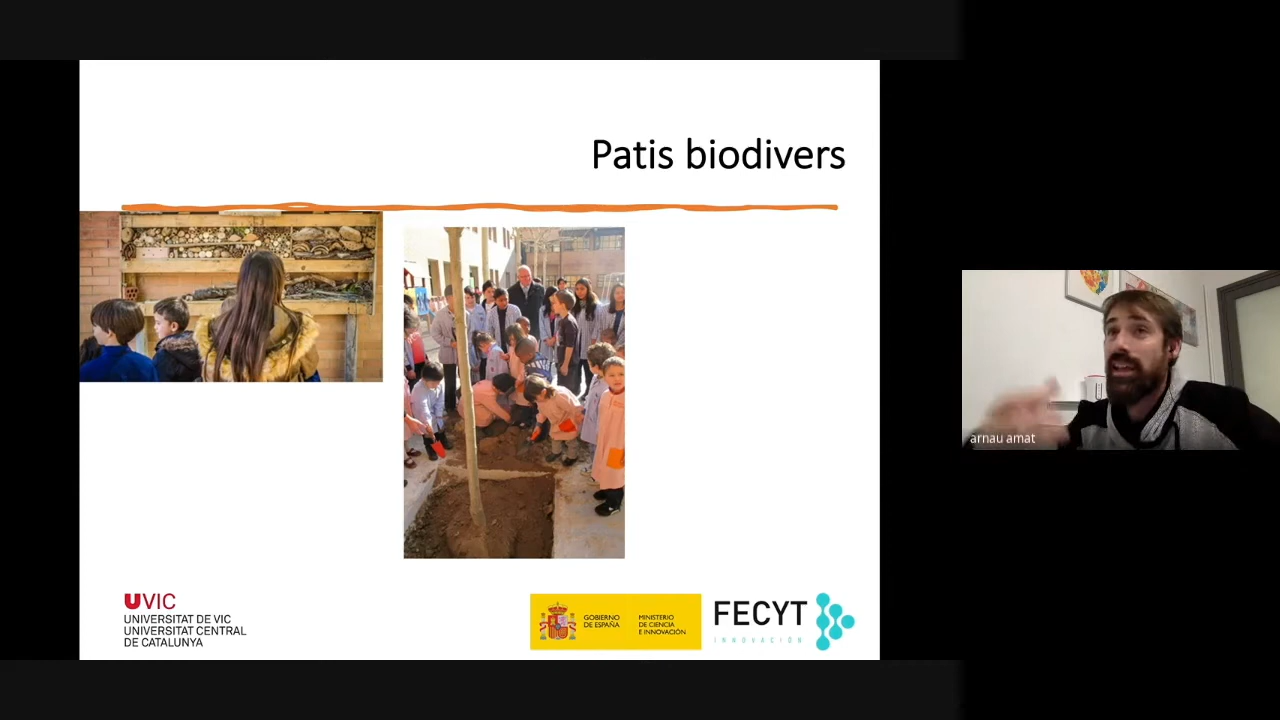 Patis biodivers
UVIC
UNIVERSITAT DE VIC
UNIVERSITAT CENTRAL
DE CATALUNYA
GOBIERNO
DE ESPAÑA
MINISTERIO
DE CIENCIA
E INNOVACIÓN
FECYT
INNOVACIÓN
arnau amat